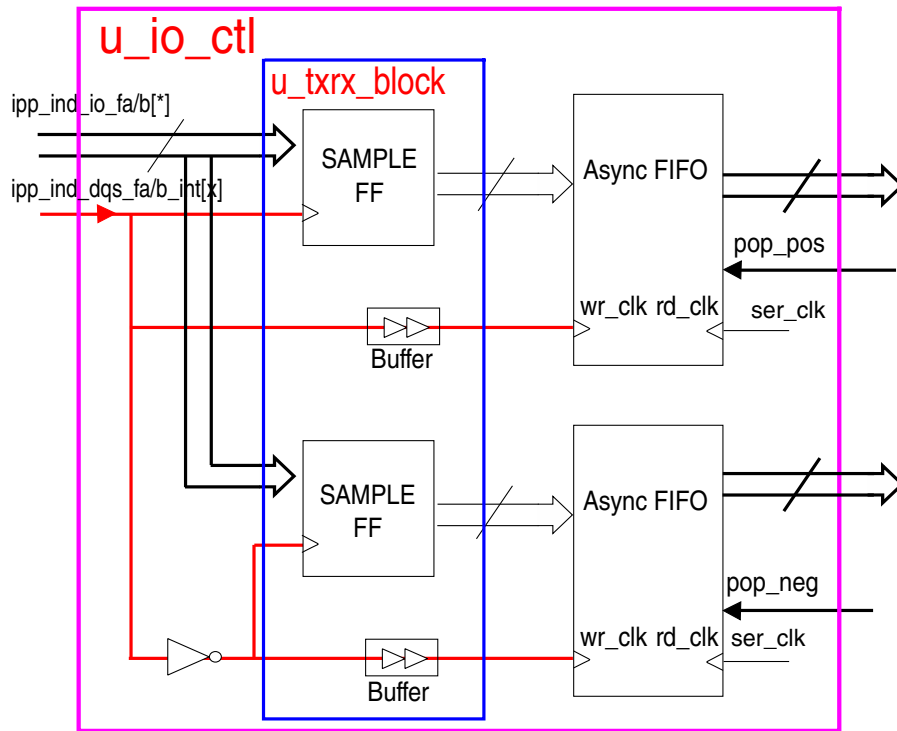 u_io_ctl
u_txrx_block
ipp_ind_io_fa/b[*]
SAMPLE
FF
Async FIFO
ipp_ind_dqs_fa/b_int[x]
pop_pos
wr_clk rd_clk
ser_clk
Buffer
SAMPLE
FF
Async FIFO
pop_neg
wr_clk rd_clk
ser_clk
Buffer